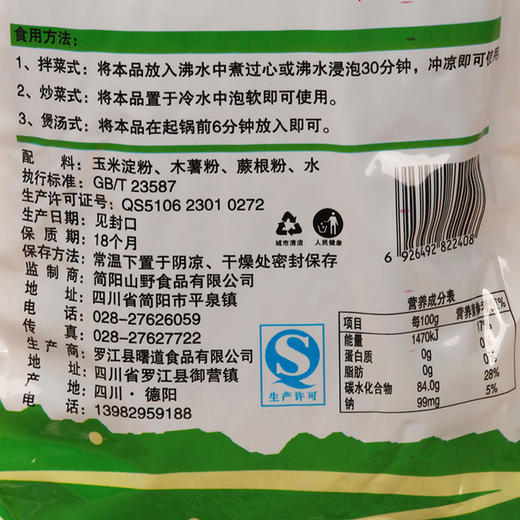 食用方法:
1、拌菜式: 将本品放入沸水中煮过心或沸水浸泡30分钟，冲凉即可使用
2、炒菜式: 将本品置于冷水中泡软即可使用。
3、煲汤式: 将本品在起锅前6分钟放入即可。
配 料: 玉米淀粉、木薯粉、蕨根粉、水
执行标准: GB/T 23587
生产许可证号: QS5106 2301 0272
生产日期: 见封口
保 质 期: 18个月
保存方法: 常温下置于阴凉、干燥处密封保存
监 制 商: 简阳山野食品有限公司
地 址: 四川省简阳市平泉镇
电 话: 028-27626059
传 真: 028-27627722
生 产 商: 罗江县曙道食品有限公司
地 址: 四川省罗江县御营镇
产 地: 四川·德阳
电 话: 13982959188
城市清洁
人民健康
6 926492 822408
生产许可
营养成分表
项目 每100g 营养素参考 %
能量 1470KJ 17%
蛋白质 0g
脂肪 0g
碳水化合物 84.0g 28%
钠 99mg 5%